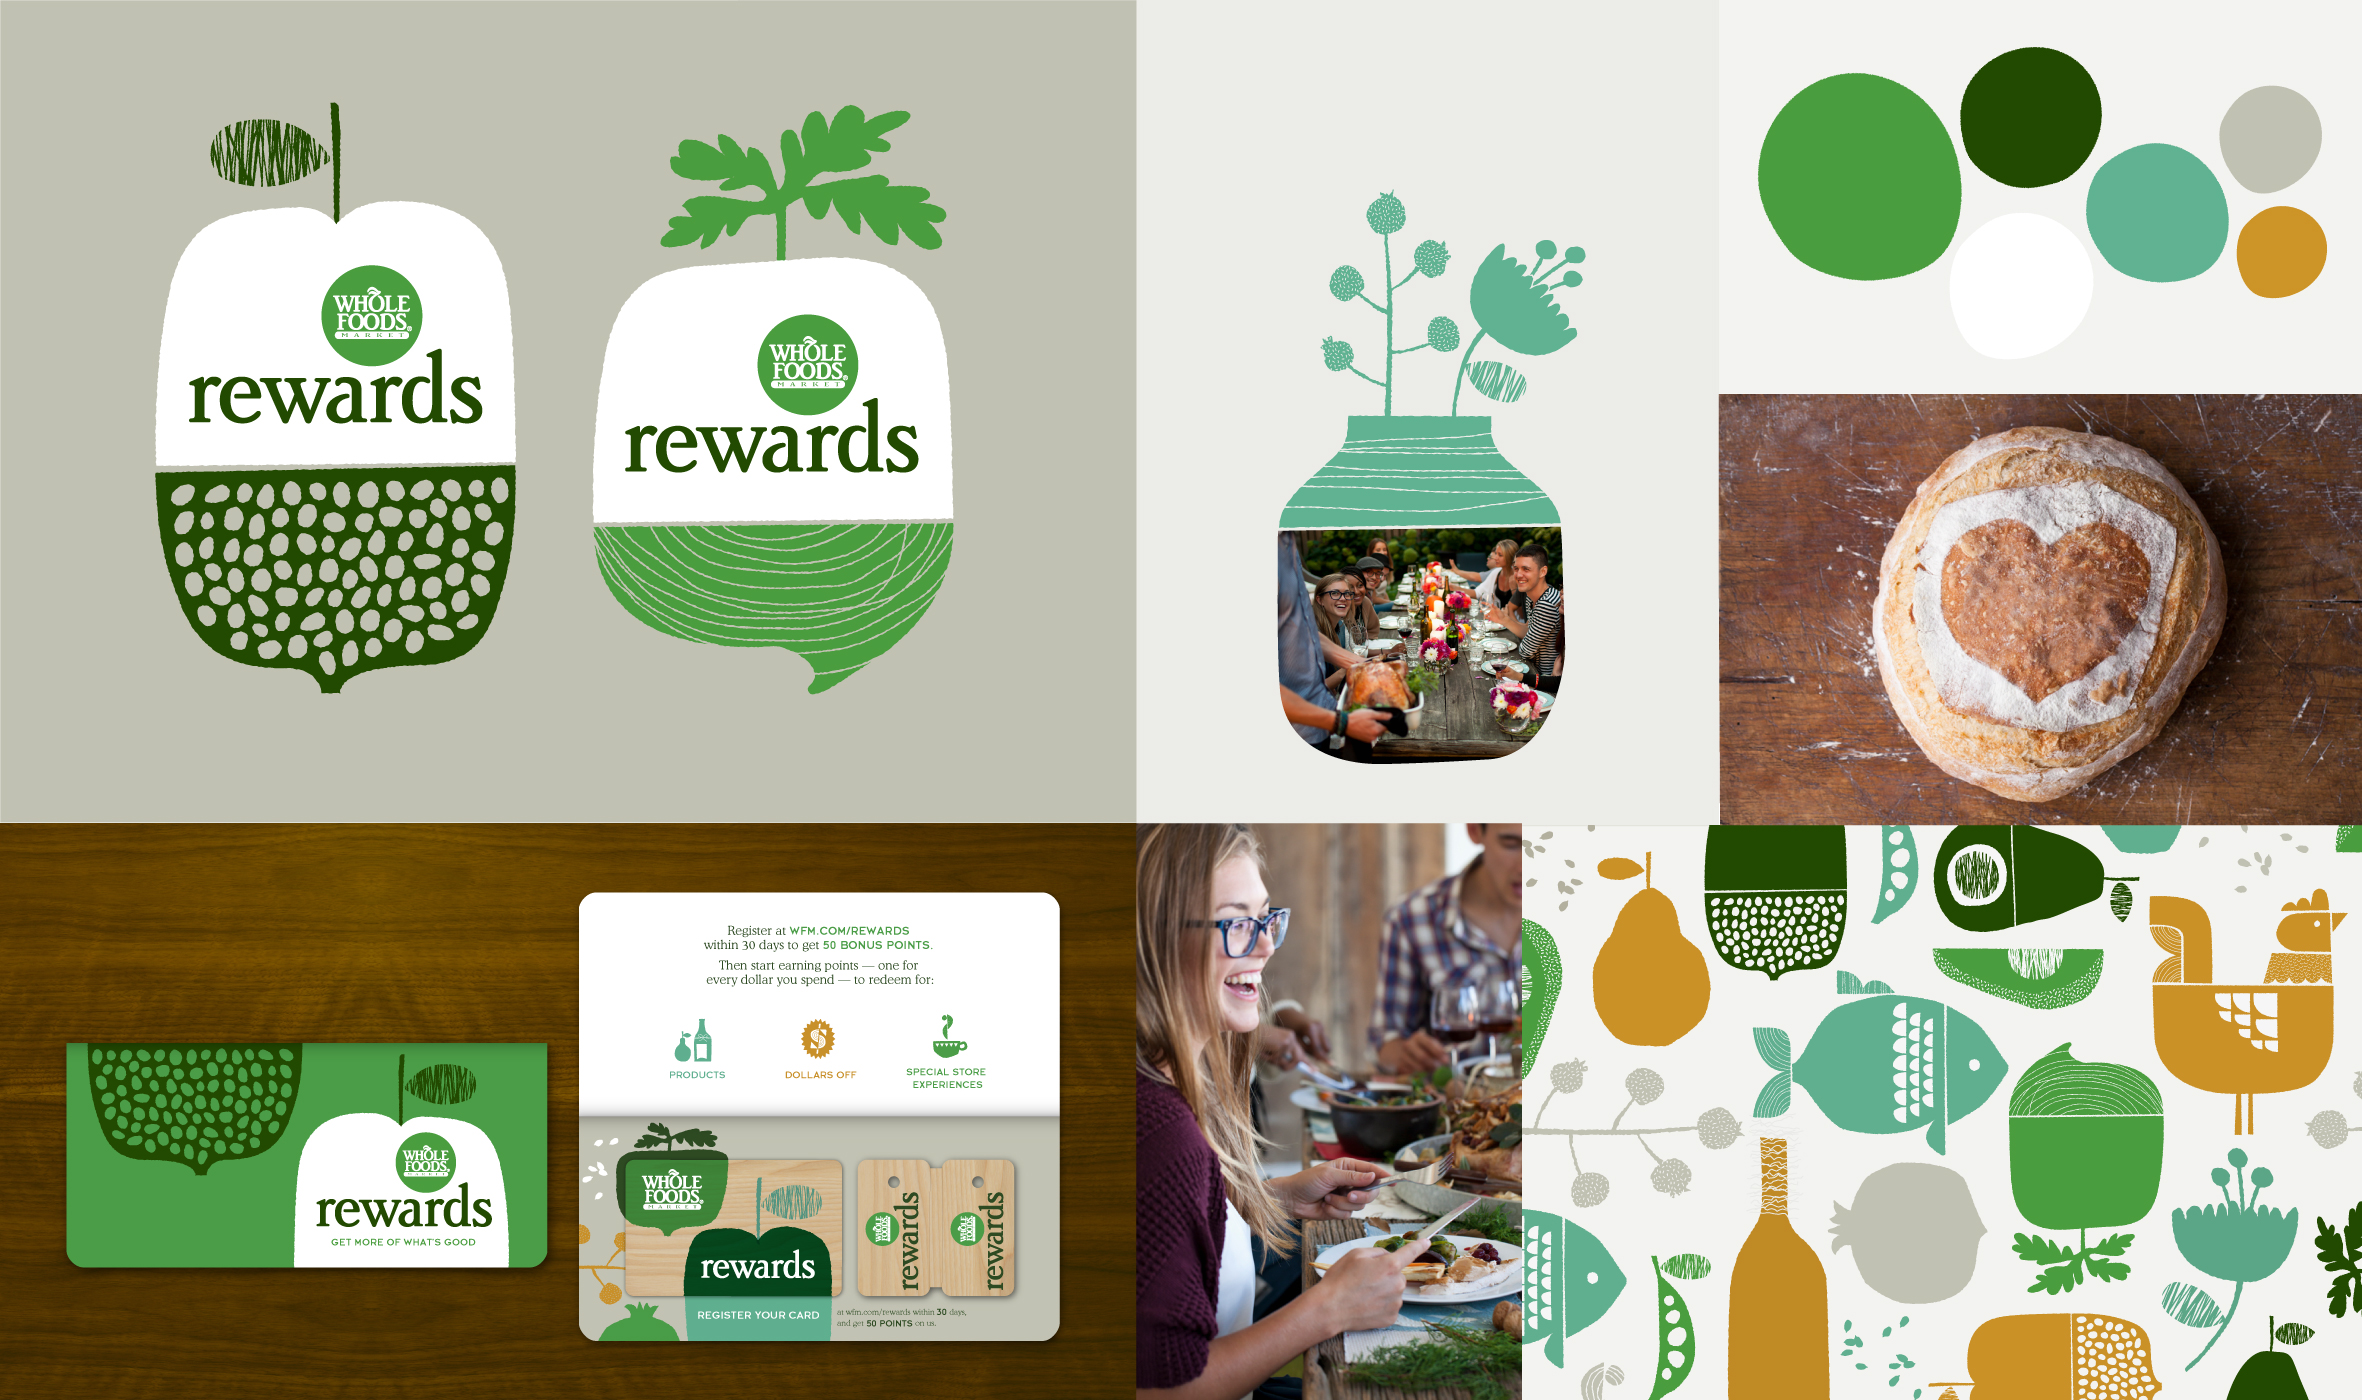 WHOLE
FOODS®
MARKET
rewards
WHOLE
FOODS®
MARKET
rewards
WHOLE
FOODS®
MARKET
rewards
GET MORE OF WHAT'S GOOD
Register at WFM.COM/REWARDS
within 30 days to get 50 BONUS POINTS.
Then start earning points — one for
every dollar you spend — to redeem for:
PRODUCTS
DOLLARS OFF
SPECIAL STORE
EXPERIENCES
WHOLE
FOODS®
MARKET
rewards
WHOLE
FOODS
MARKET
rewards
WHOLE
FOODS
MARKET
rewards
REGISTER YOUR CARD
at wfm.com/rewards within 30 days,
and get 50 POINTS on us.